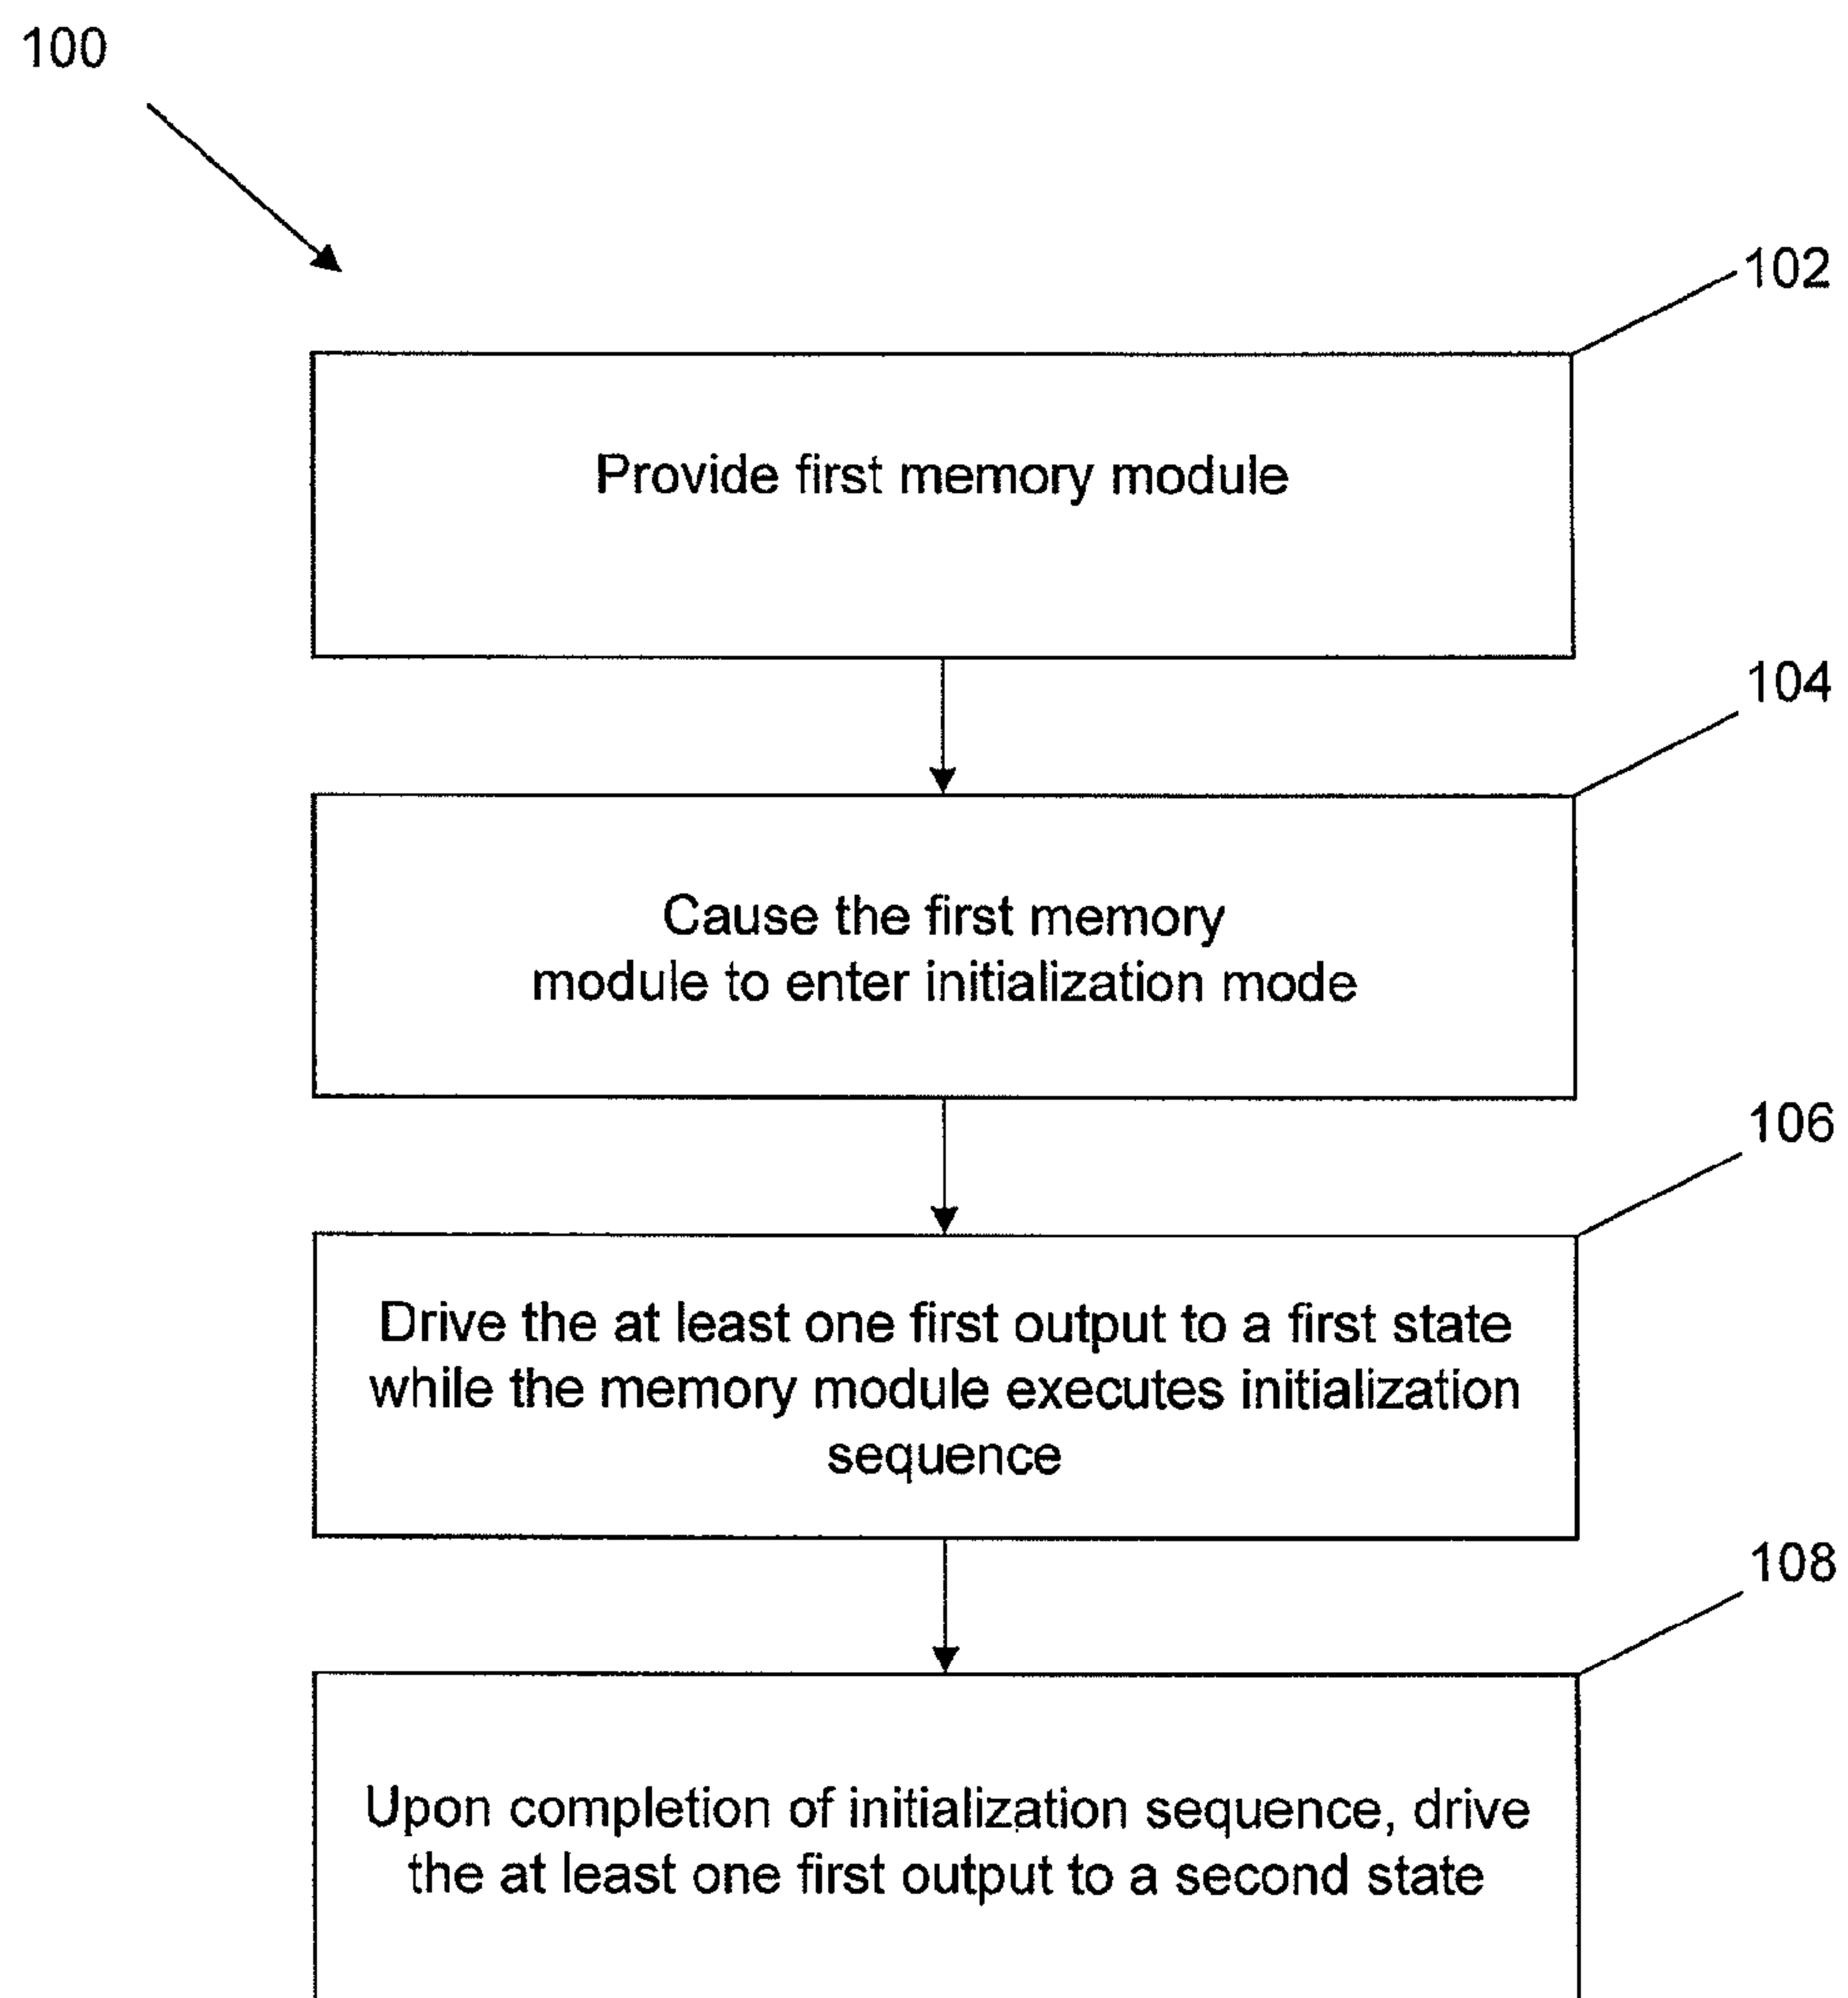 100
102
Provide first memory module
104
Cause the first memory
module to enter initialization mode
106
Drive the at least one first output to a first state
while the memory module executes initialization
sequence
108
Upon completion of initialization sequence, drive
the at least one first output to a second state